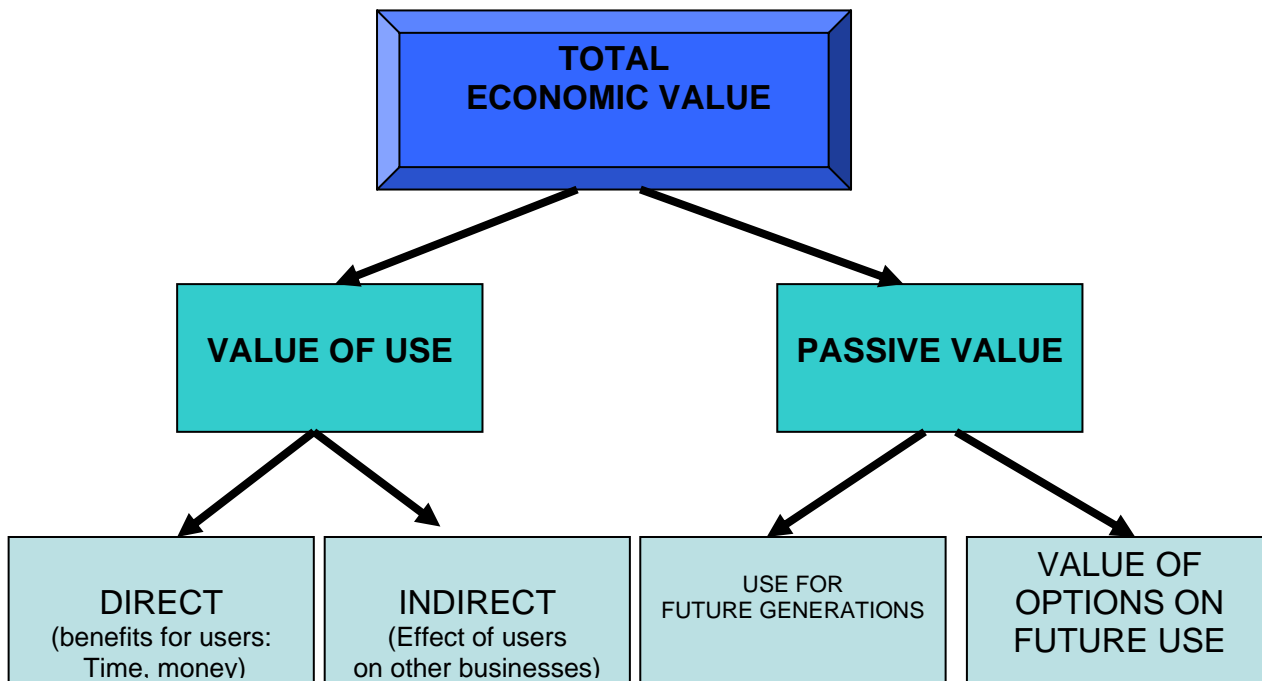 TOTAL
ECONOMIC VALUE
VALUE OF USE
PASSIVE VALUE
DIRECT
(benefits for users:
Time, money)
INDIRECT
(Effect of users
on other businesses)
USE FOR
FUTURE GENERATIONS
VALUE OF
OPTIONS ON
FUTURE USE